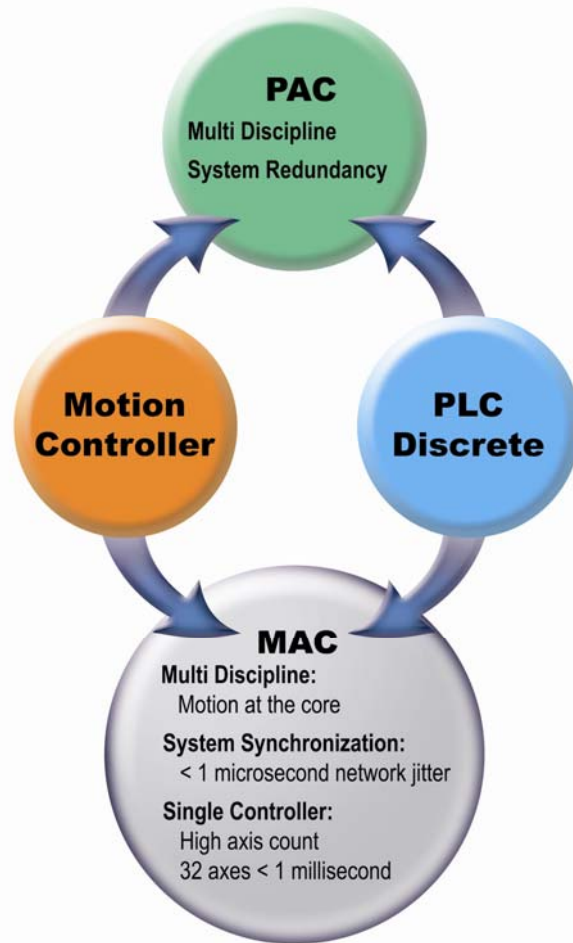 PAC
Multi Discipline
System Redundancy
Motion
Controller
PLC
Discrete
MAC
Multi Discipline:
Motion at the core
System Synchronization:
< 1 microsecond network jitter
Single Controller:
High axis count
32 axes < 1 millisecond